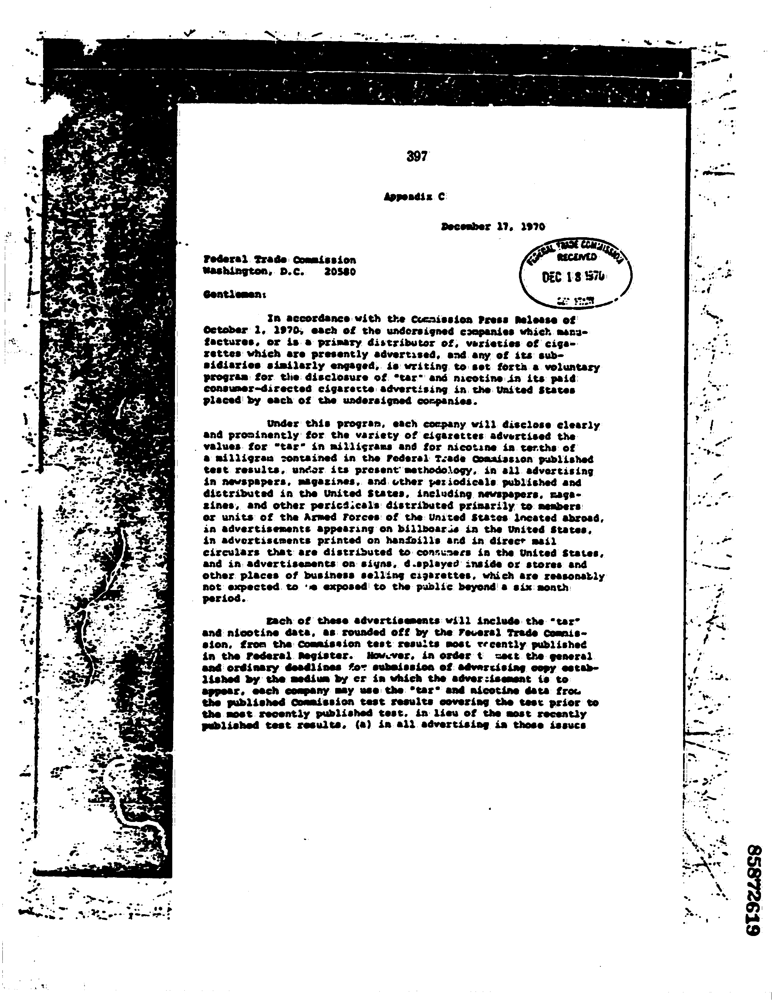 397
Appendix C
December 17, 1970
FEDERAL TRADE COMMISSION
RECEIVED
DEC 18 1970
Federal Trade Commission
Washington, D.C. 20580
Gentlemen:
In accordance with the Commission Press Release of
October 1, 1970, each of the undersigned companies which manu-
factures, or is a primary distributor of, varieties of ciga-
rettes which are presently advertised, and any of its sub-
sidiaries similarly engaged, is writing to set forth a voluntary
program for the disclosure of "tar" and nicotine in its paid
consumer-directed cigarette advertising in the United States
placed by each of the undersigned companies.
Under this program, each company will disclose clearly
and prominently for the variety of cigarettes advertised the
values for "tar" in milligrams and for nicotine in tenths of
a milligram contained in the Federal Trade Commission published
test results, under its present methodology, in all advertising
in newspapers, magazines, and other periodicals published and
distributed in the United States, including newspapers, maga-
zines, and other periodicals distributed primarily to members
or units of the Armed Forces of the United States located abroad,
in advertisements appearing on billboards in the United States,
in advertisements printed on handbills and in direct mail
circulars that are distributed to consumers in the United States,
and in advertisements on signs, displayed inside or stores and
other places of business selling cigarettes, which are reasonably
not expected to be exposed to the public beyond a six month
period.
Each of these advertisements will include the "tar"
and nicotine data, as rounded off by the Federal Trade Commis-
sion, from the Commission test results most recently published
in the Federal Register. However, in order t meet the general
and ordinary deadlines for submission of advertising copy estab-
lished by the medium by or in which the advertisement is to
appear, each company may use the "tar" and nicotine data from
the published Commission test results covering the test prior to
the most recently published test, in lieu of the most recently
published test results, (a) in all advertising in those issues
85872619